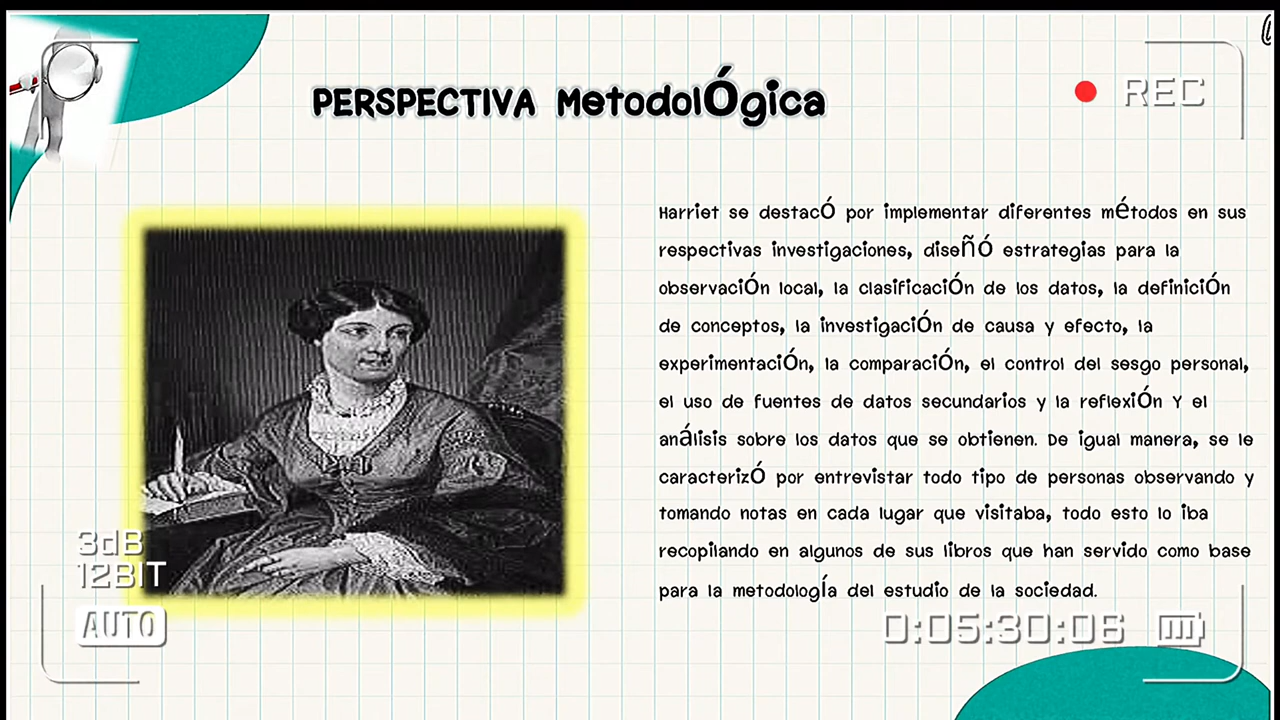 PERSPECTIVA MetodolÓgica
REC
Harriet se destacÓ por implementar diferentes métodos en sus
respectivas investigaciones, diseñÓ estrategias para la
observaciÓn local, la clasificaciÓn de los datos, la definiciÓn
de conceptos, la investigaciÓn de causa y efecto, la
experimentaciÓn, la comparaciÓn, el control del sesgo personal,
el uso de fuentes de datos secundarios y la reflexiÓn Y el
análisis sobre los datos que se obtienen. De igual manera, se le
caracterizÓ por entrevistar todo tipo de personas observando y
tomando notas en cada lugar que visitaba, todo esto lo iba
recopilando en algunos de sus libros que han servido como base
para la metodología del estudio de la sociedad.
3dB
12BIT
AUTO
0:05:30:06